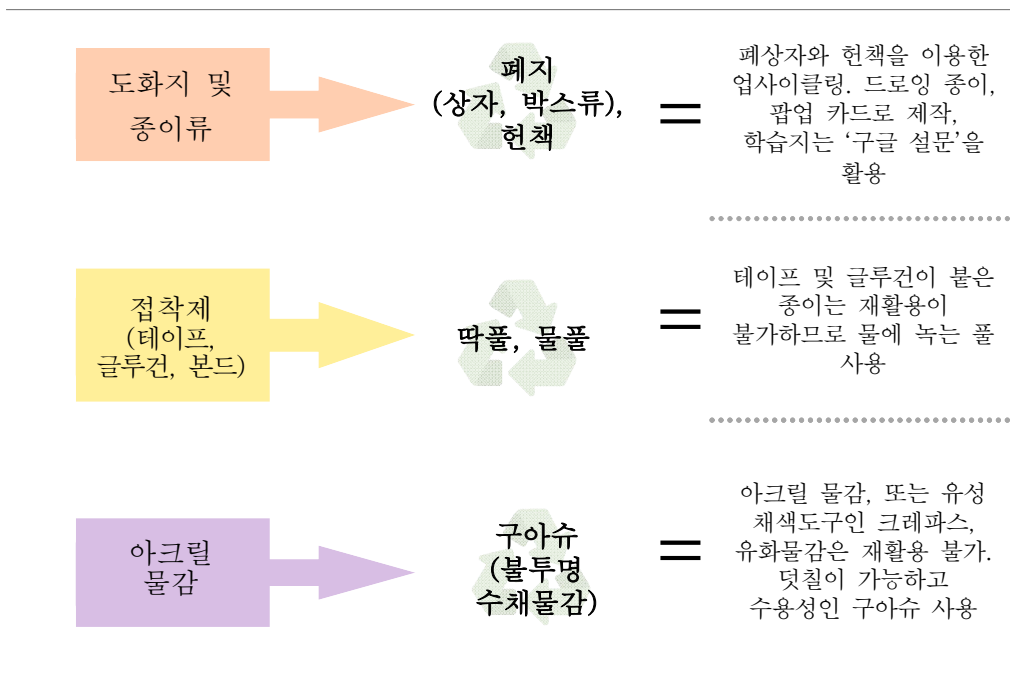 도화지 및
종이류
폐지
(상자, 박스류),
헌책
=
폐상자와 헌책을 이용한
업사이클링. 드로잉 종이,
팝업 카드로 제작,
학습지는 ‘구글 설문’을
활용
접착제
(테이프,
글루건, 본드)
딱풀, 물풀
=
테이프 및 글루건이 붙은
종이는 재활용이
불가하므로 물에 녹는 풀
사용
아크릴
물감
구아슈
(불투명
수채물감)
=
아크릴 물감, 또는 유성
채색도구인 크레파스,
유화물감은 재활용 불가.
덧칠이 가능하고
수용성인 구아슈 사용